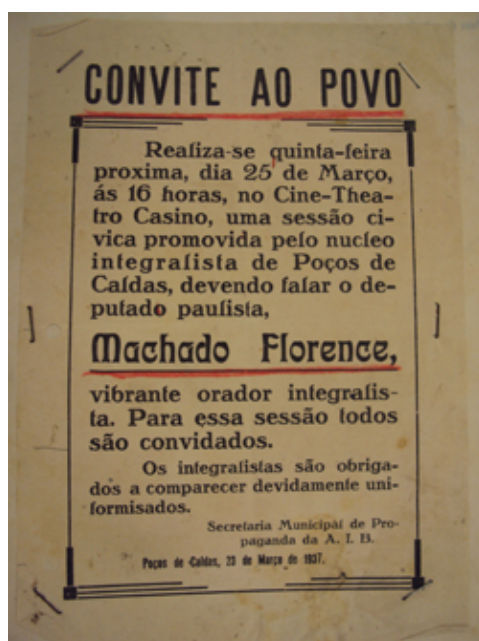 CONVITE AO POVO
Realiza-se quinta-feira
proxima, dia 25 de Março,
ás 16 horas, no Cine-Thea-
tro Casino, uma sessão ci-
vica promovida pelo nucleo
integralista de Poços de
Caldas, devendo falar o de-
putado paulista,
Machado Florence,
vibrante orador integralis-
ta. Para essa sessão todos
são convidados.
Os integralistas são obriga-
dos a comparecer devidamente uni-
formisados.
Secretaria Municipal de Pro-
paganda da A. I. B.
Poços de Caldas, 23 de Março de 1937.